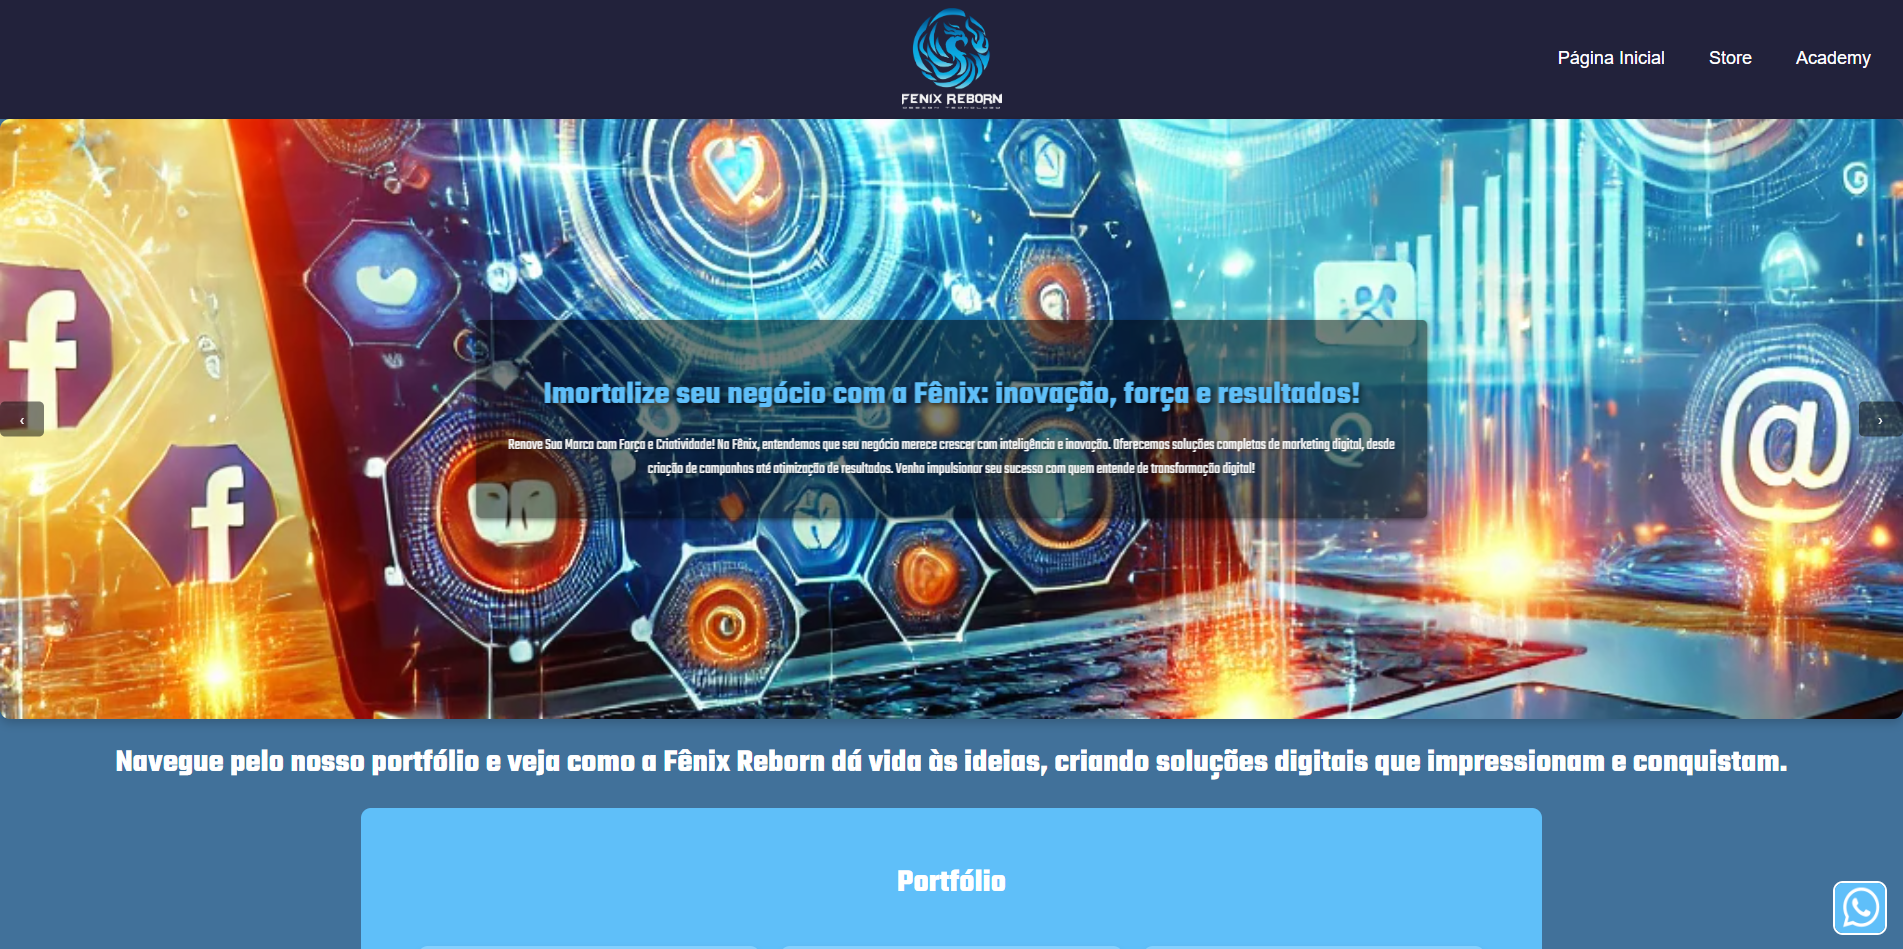 FENIX REBORN
Página Inicial
Store
Academy
Imortalize seu negócio com a Fênix: inovação, força e resultados!
Renove Sua Marca com Força e Criatividade! Na Fênix, entendemos que seu negócio merece crescer com inteligência e inovação. Oferecemos soluções completas de marketing digital, desde
criação de campanhas até otimização de resultados. Venha impulsionar seu sucesso com quem entende de transformação digital!
Navegue pelo nosso portfólio e veja como a Fênix Reborn dá vida às ideias, criando soluções digitais que impressionam e conquistam.
Portfólio